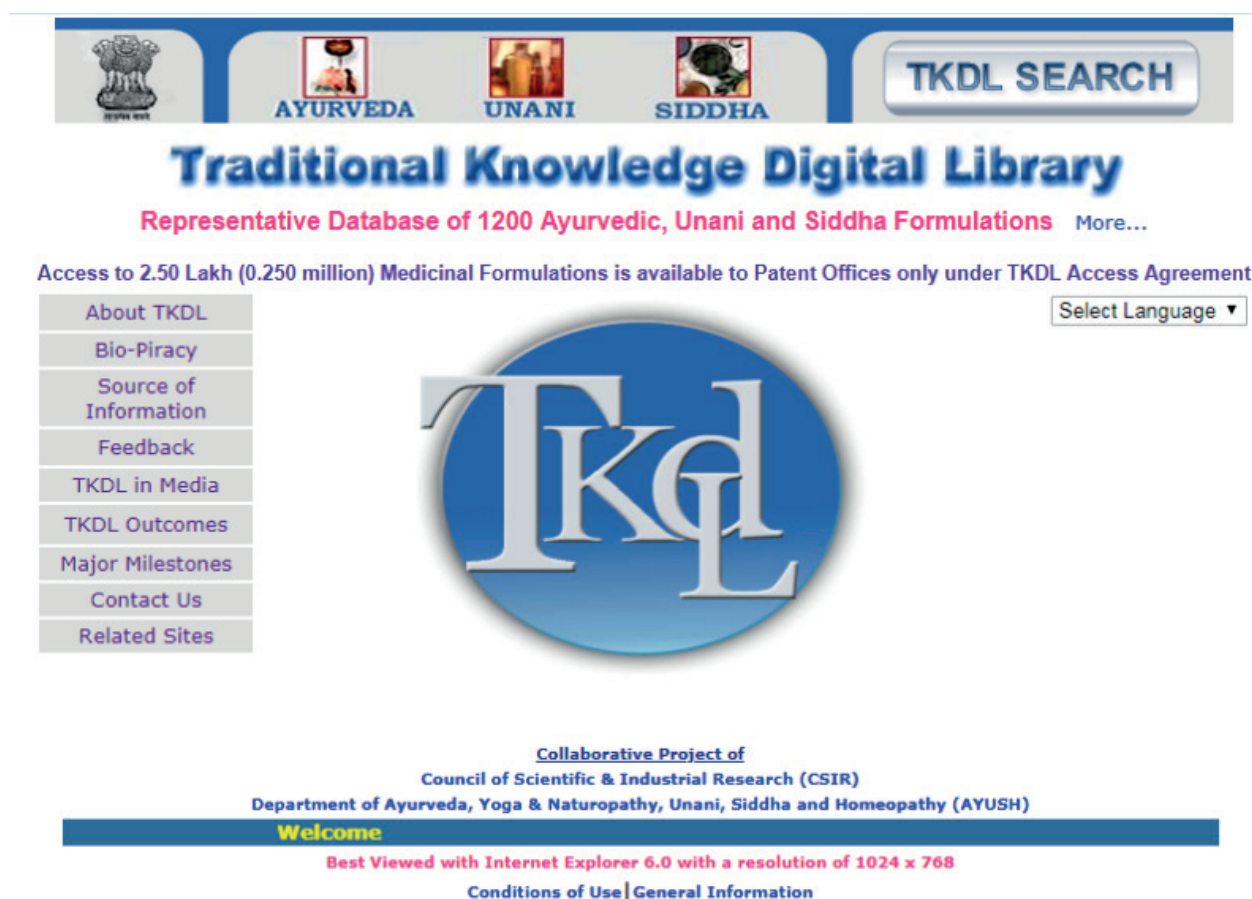 AYURVEDA
UNANI
SIDDHA
TKDL SEARCH
Traditional Knowledge Digital Library
Representative Database of 1200 Ayurvedic, Unani and Siddha Formulations More...
Access to 2.50 Lakh (0.250 million) Medicinal Formulations is available to Patent Offices only under TKDL Access Agreement
Select Language
About TKDL
Bio-Piracy
Source of
Information
Feedback
TKDL in Media
TKDL Outcomes
Major Milestones
Contact Us
Related Sites
TKdL
Collaborative Project of
Council of Scientific & Industrial Research (CSIR)
Department of Ayurveda, Yoga & Naturopathy, Unani, Siddha and Homeopathy (AYUSH)
Welcome
Best Viewed with Internet Explorer 6.0 with a resolution of 1024 x 768
Conditions of Use|General Information